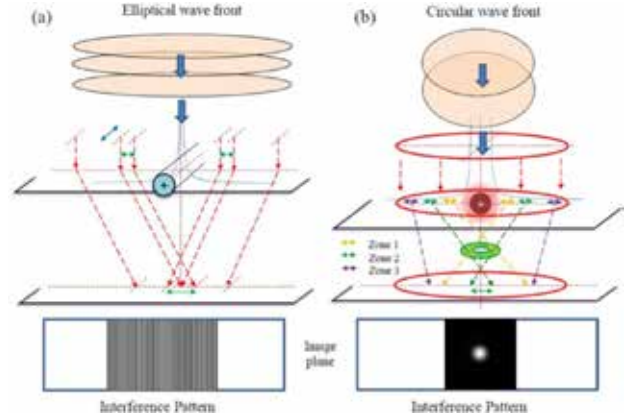 (a)
Elliptical wave front
(b)
Circular wave front
Zone 1
Zone 2
Zone 3
Image
plane
Interference Pattern
Interference Pattern